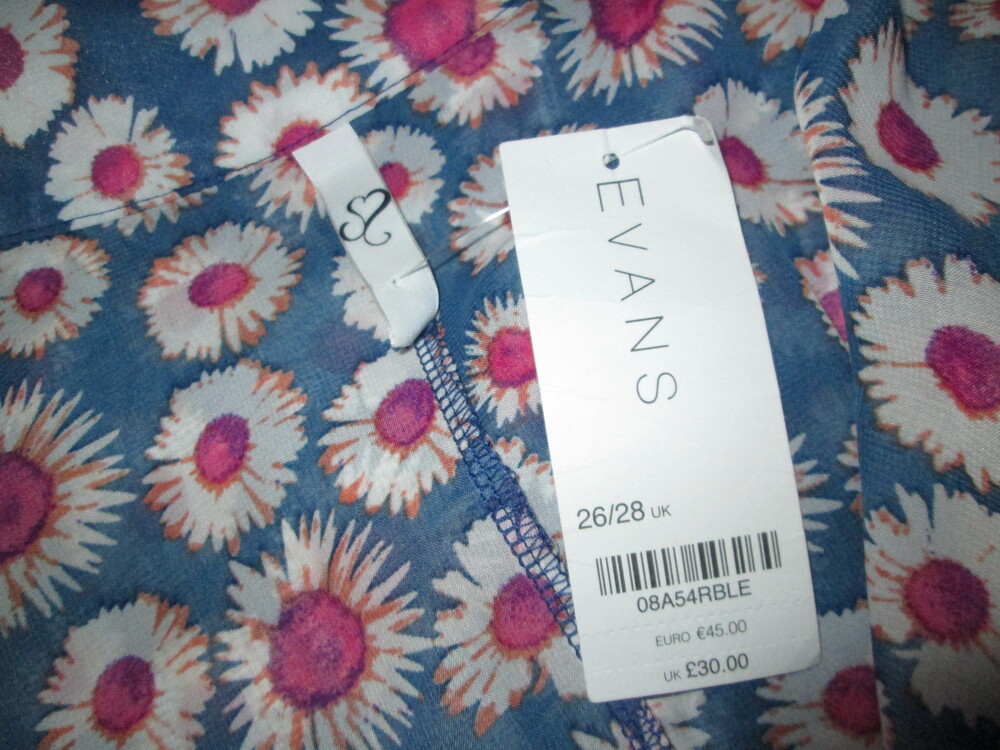 EVANS
26/28 UK
08A54RBLE
EURO €45.00
UK £30.00